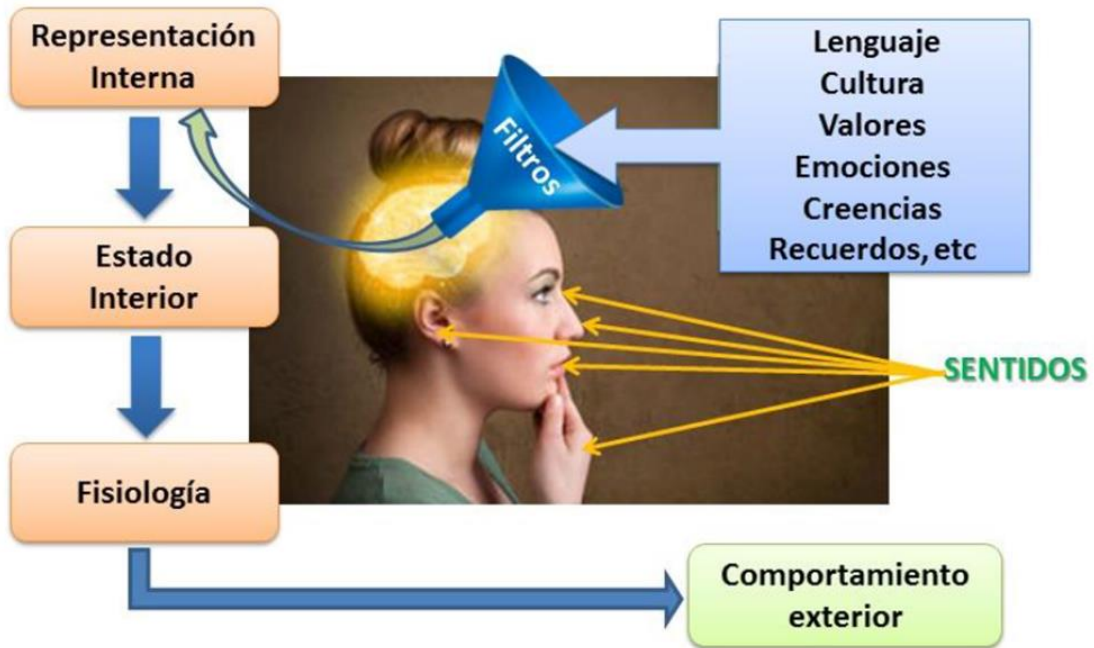 Representación
Interna
Filtros
Lenguaje
Cultura
Valores
Emociones
Creencias
Recuerdos, etc
Estado
Interior
SENTIDOS
Fisiología
Comportamiento
exterior